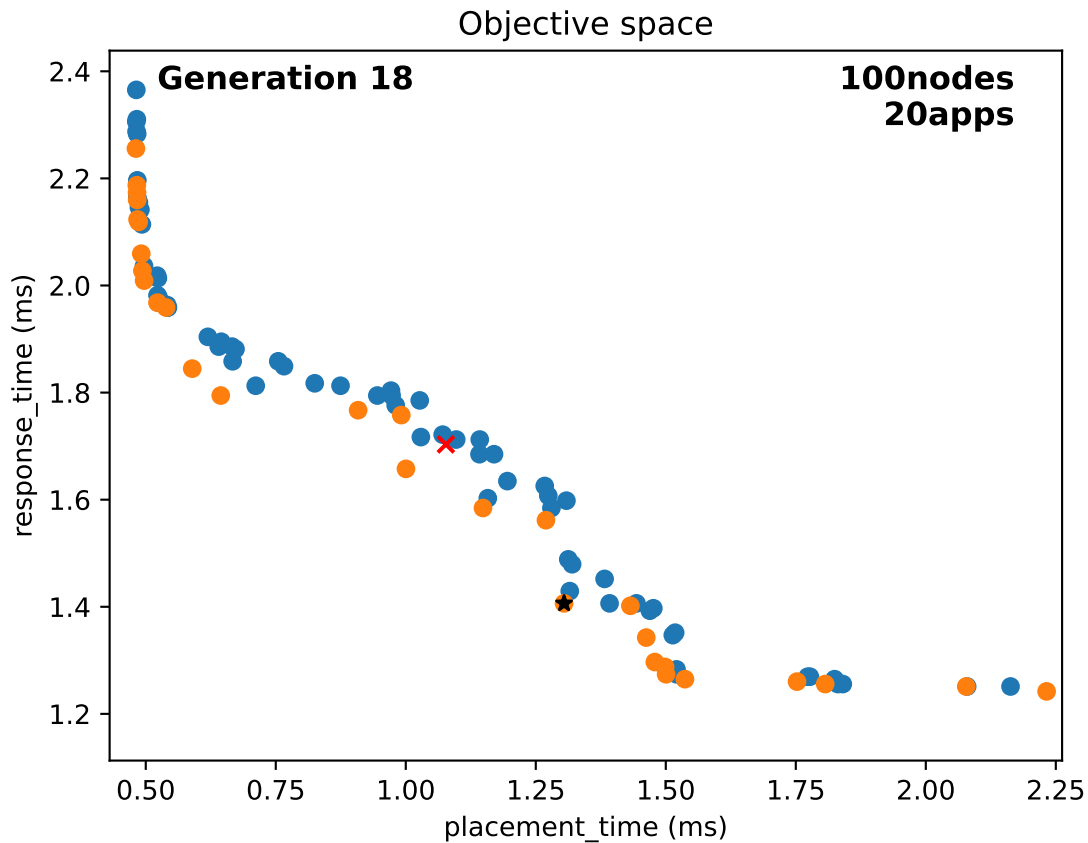 Objective space
Generation 18
100nodes
20apps
response_time (ms)
2.4
2.2
2.0
1.8
1.6
1.4
1.2
0.50 0.75 1.00 1.25 1.50 1.75 2.00 2.25
placement_time (ms)